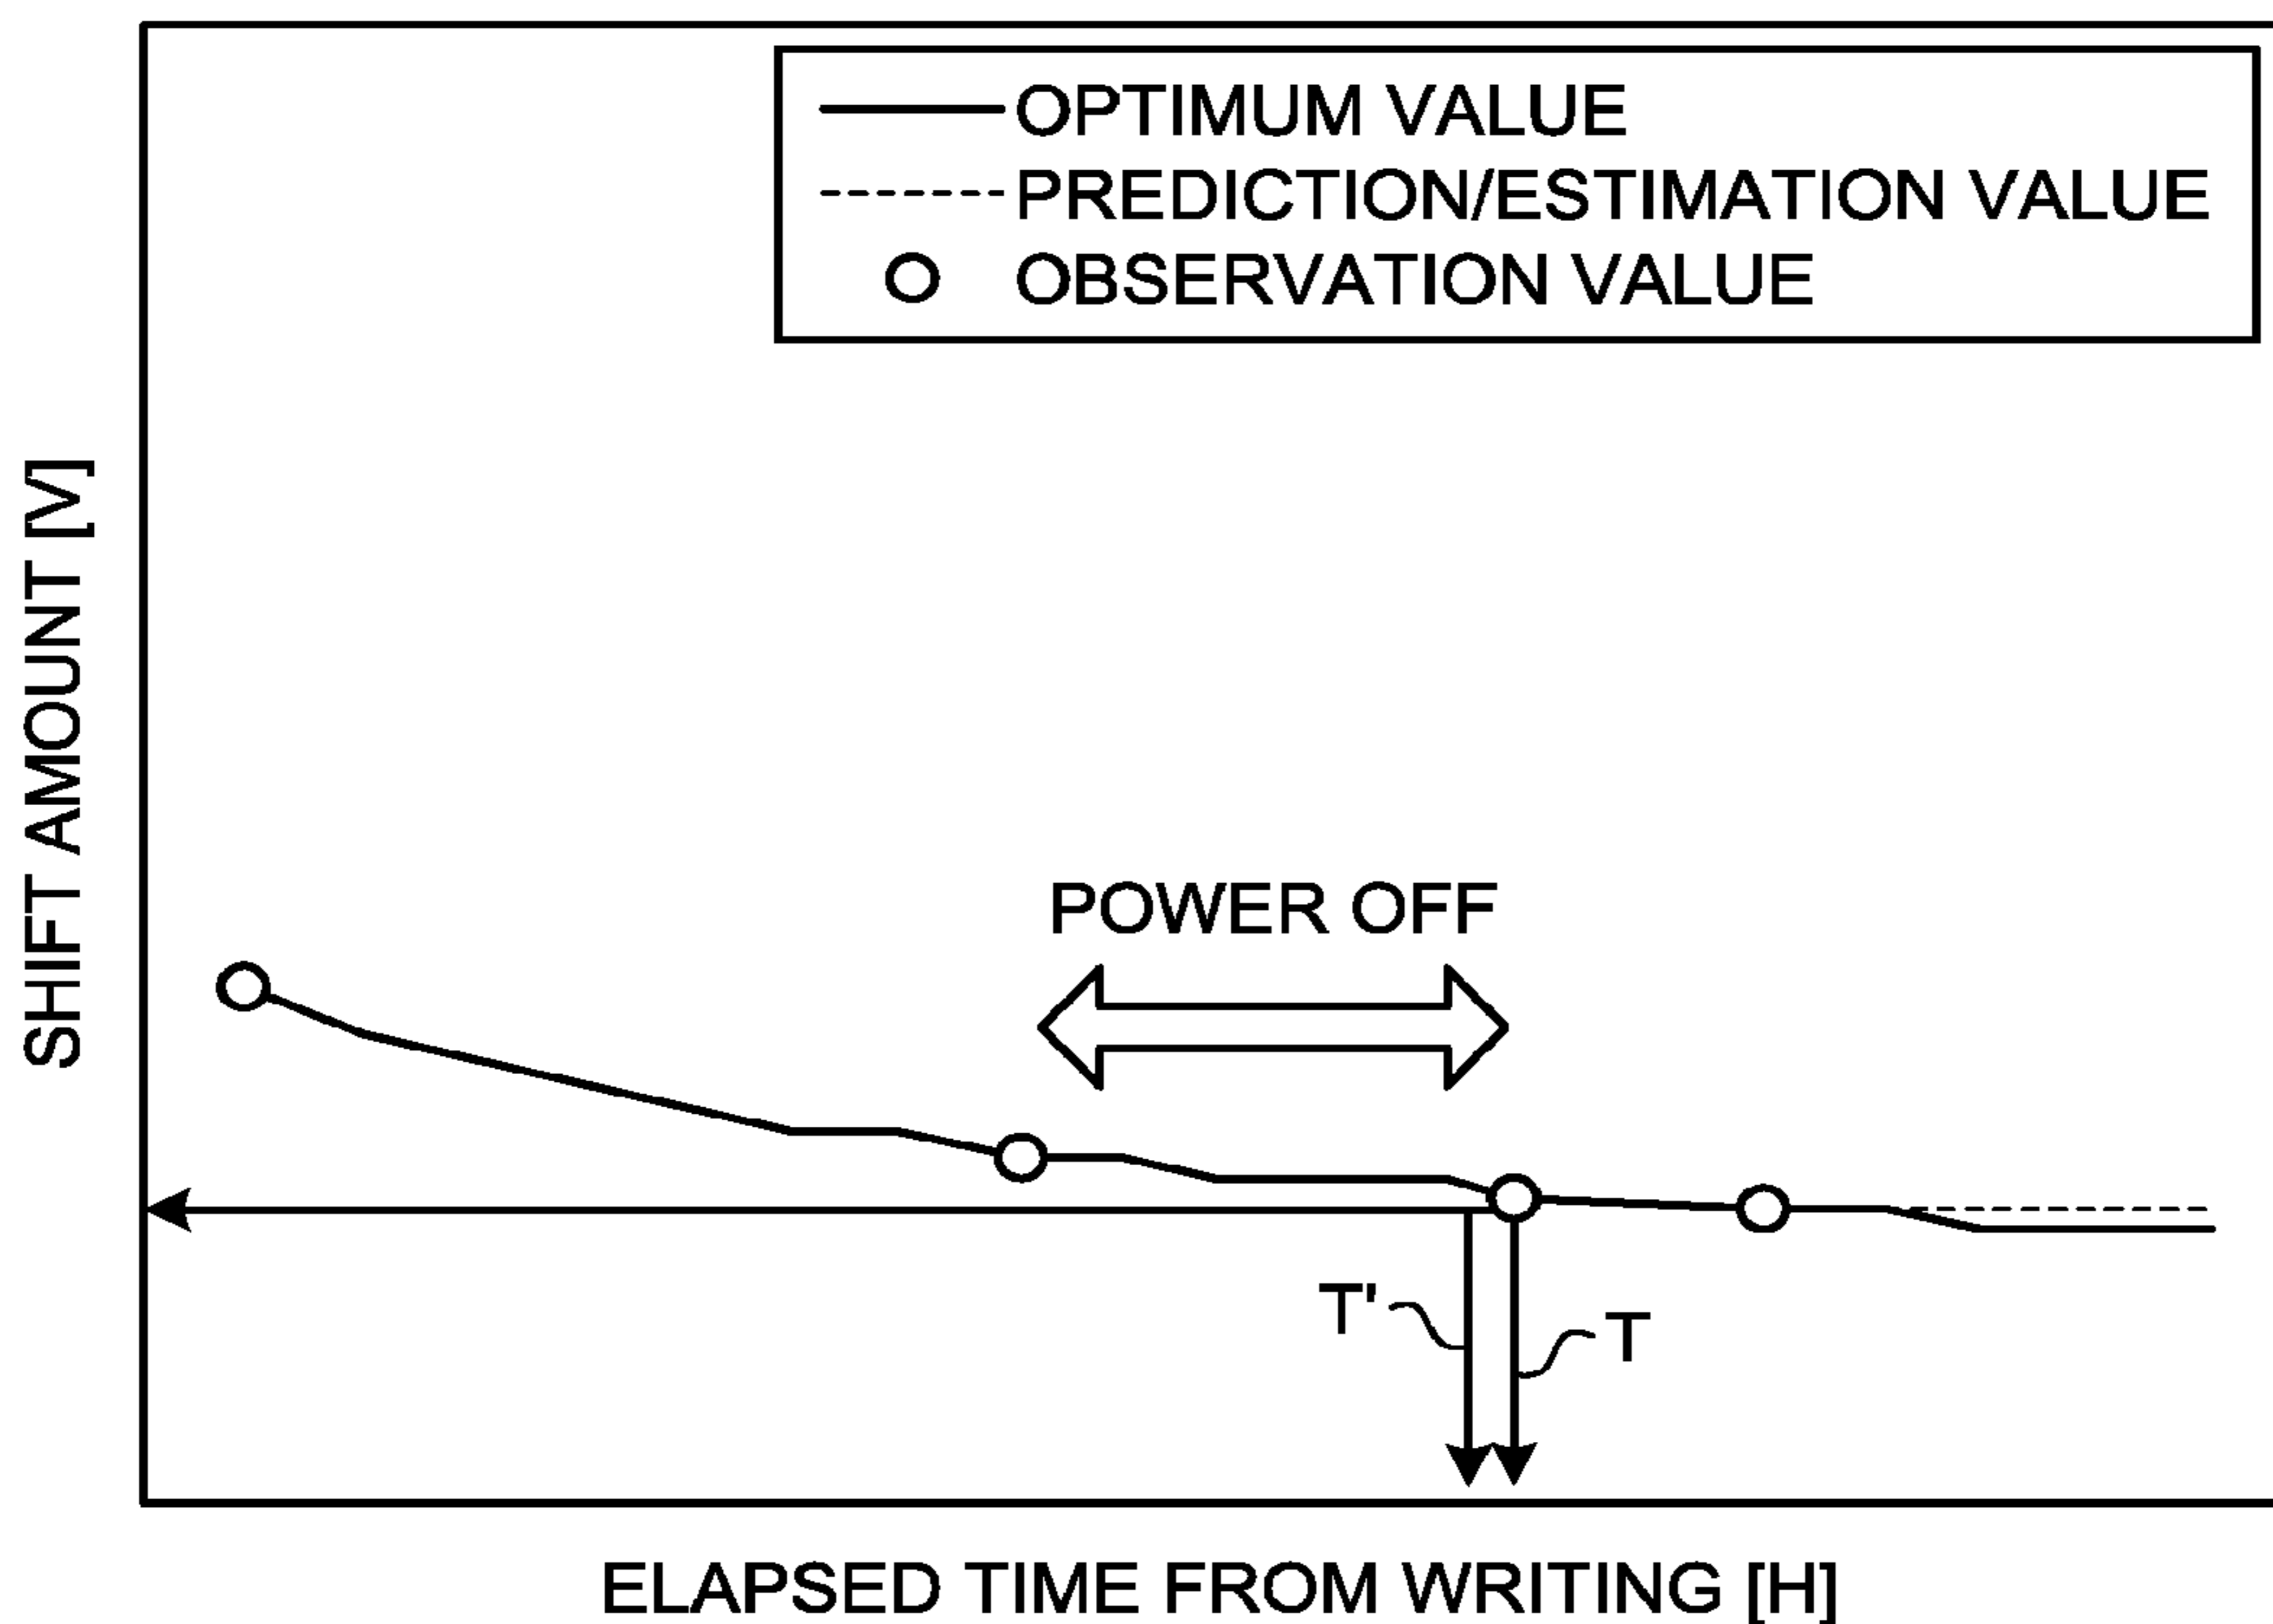 OPTIMUM VALUE
PREDICTION/ESTIMATION VALUE
OBSERVATION VALUE
SHIFT AMOUNT [V]
POWER OFF
T'
T
ELAPSED TIME FROM WRITING [H]